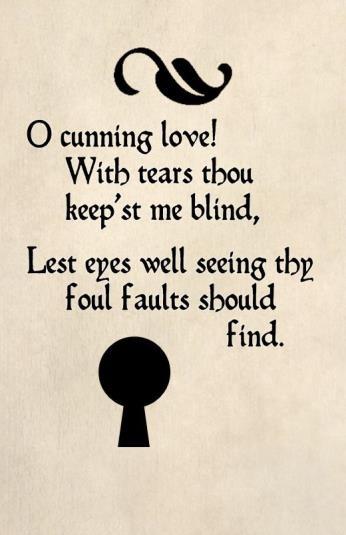 O cunning love!
With tears thou
keep'st me blind,
Lest eyes well seeing thy
foul faults should
find.